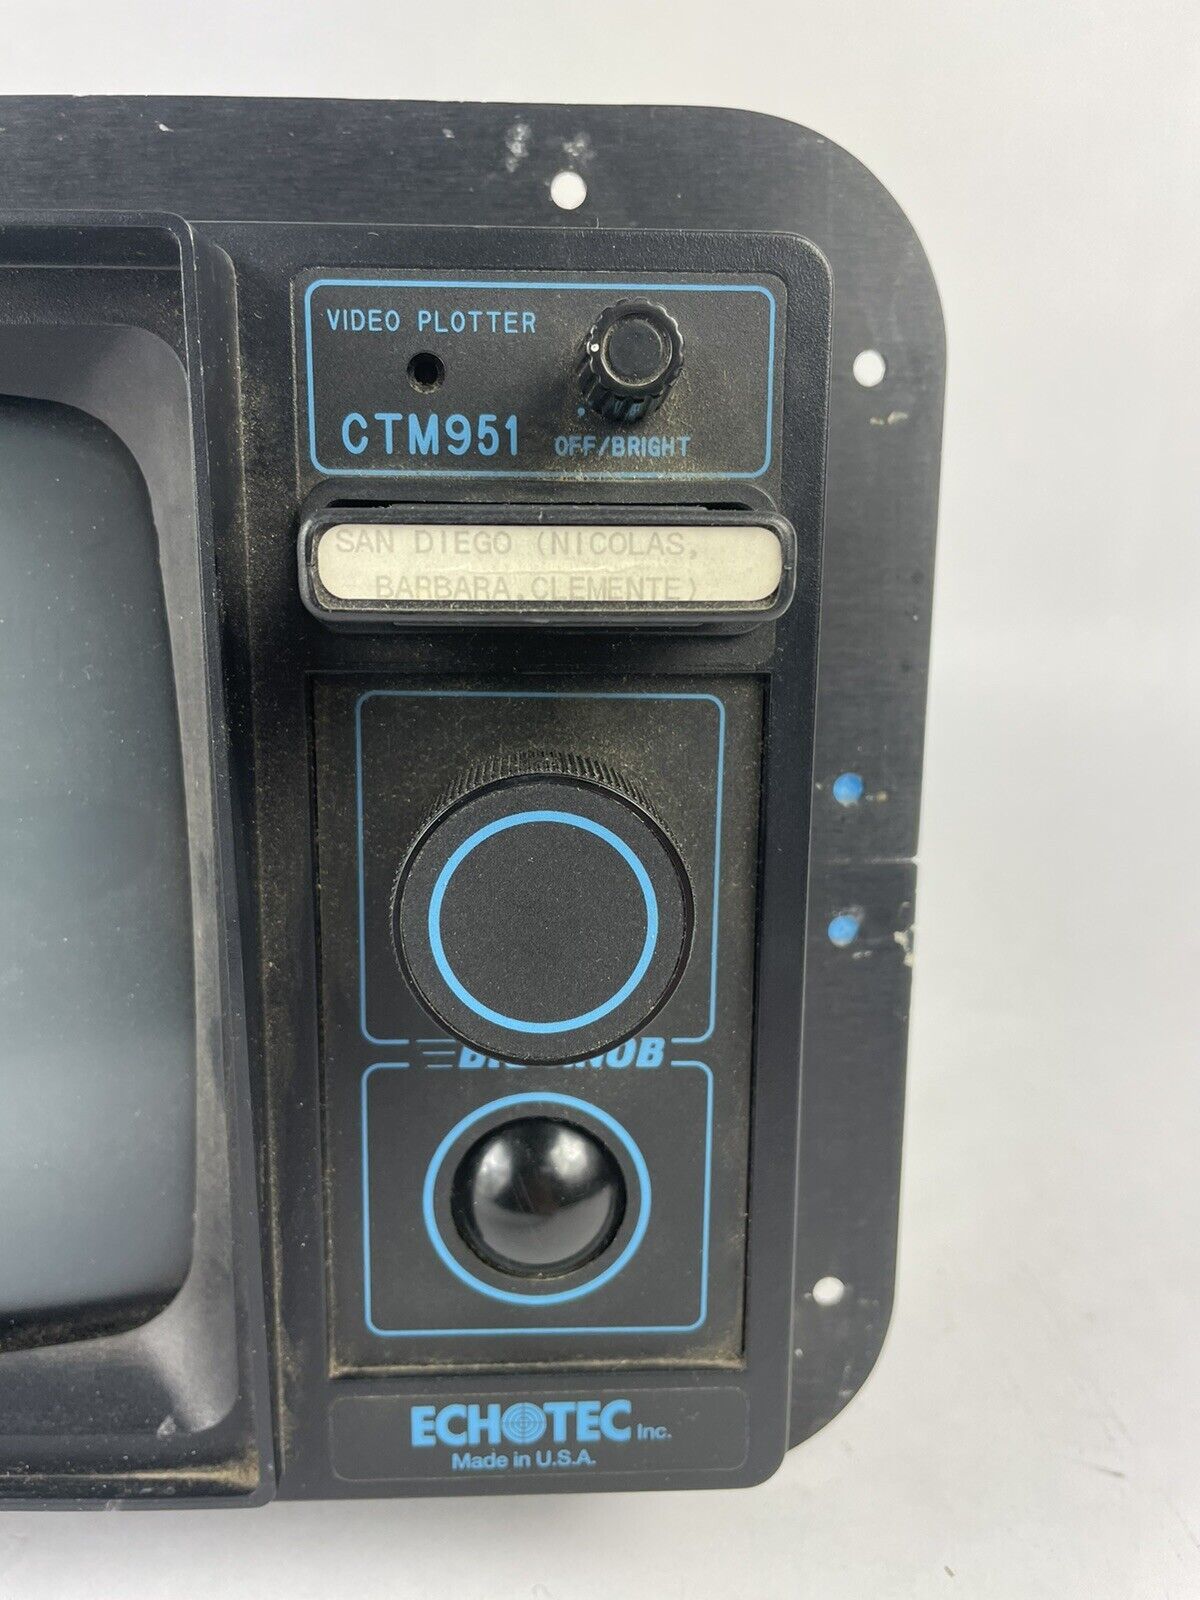 VIDEO PLOTTER
CTM951
OFF/BRIGHT
SAN DIEGO (NICOLAS,
BARBARA, CLEMENTE)
ECHOTEC Inc.
Made in U.S.A.